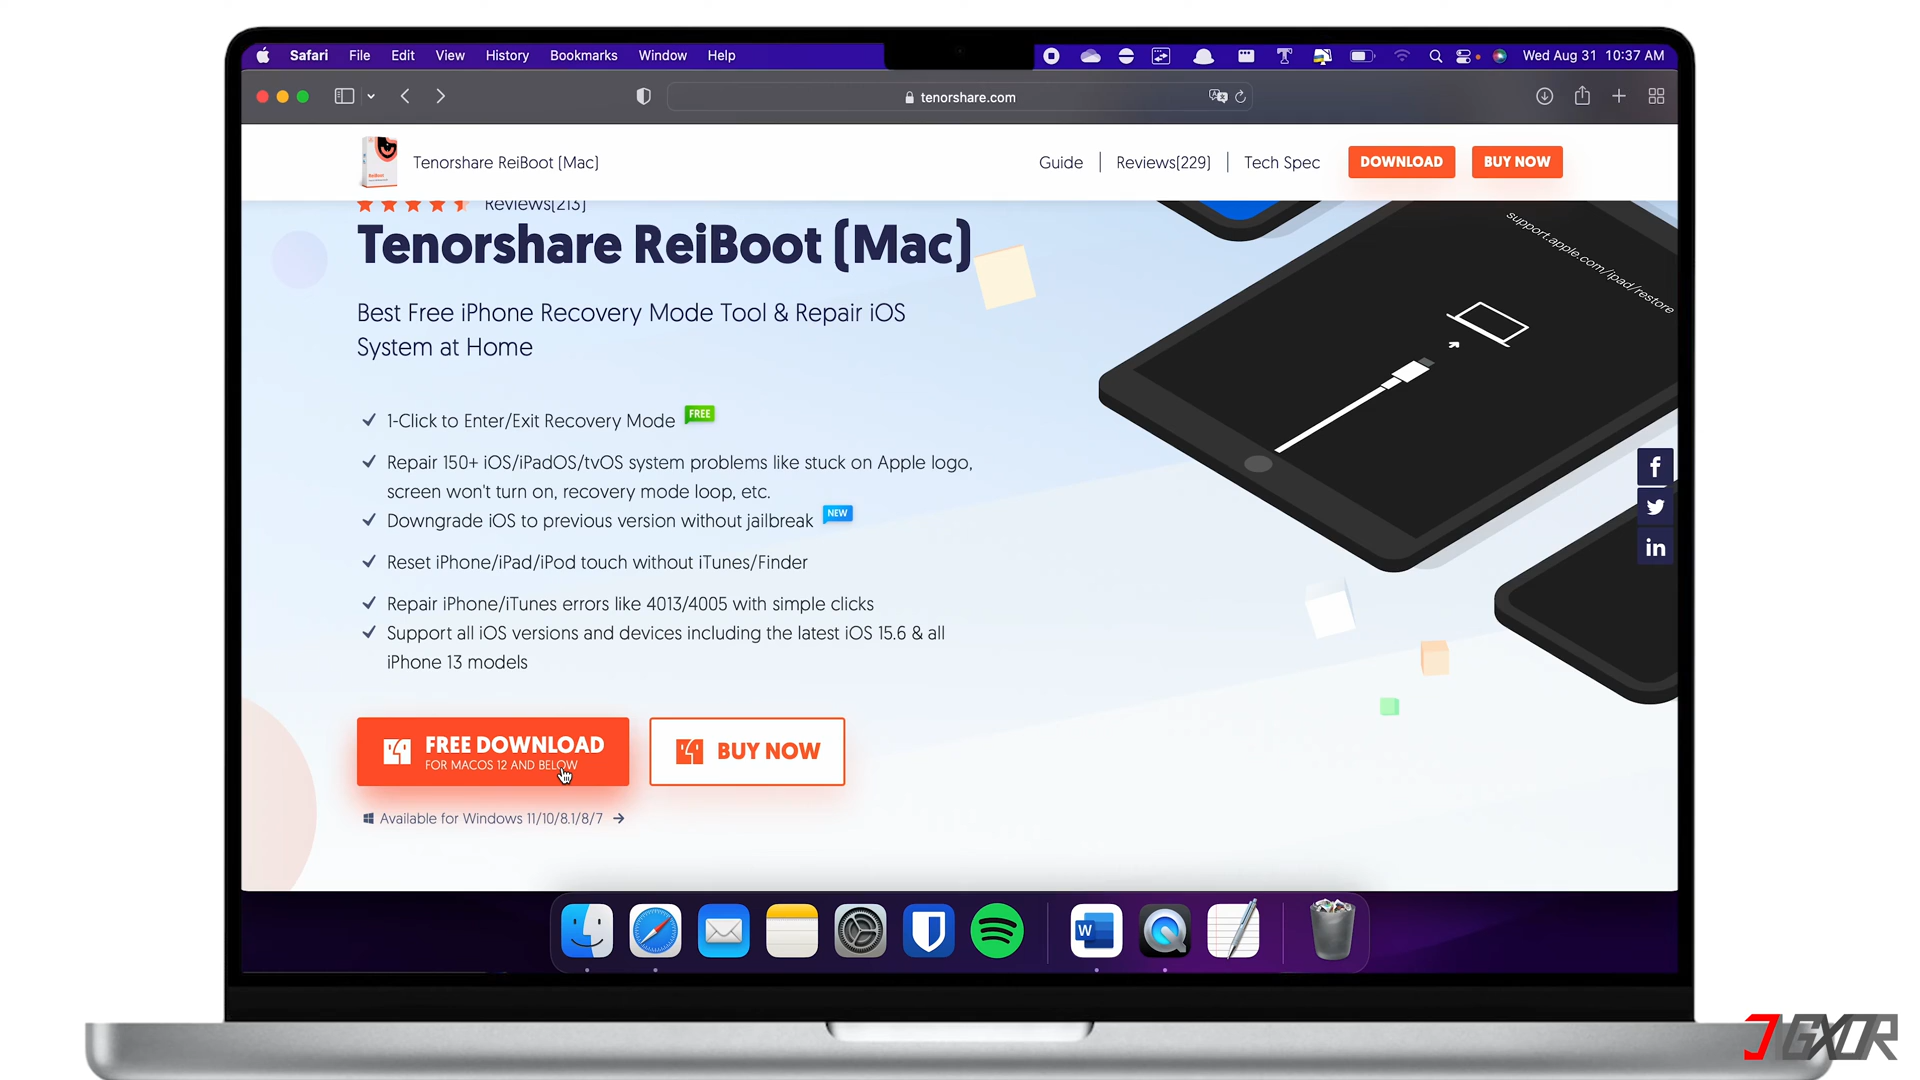 Safari File Edit View History Bookmarks Window Help
Wed Aug 31 10:37 AM
tenorshare.com
Tenorshare ReiBoot (Mac)
Guide
Reviews(229)
Tech Spec
DOWNLOAD
BUY NOW
Reviews(213)
Tenorshare ReiBoot (Mac)
Best Free iPhone Recovery Mode Tool & Repair iOS
System at Home
1-Click to Enter/Exit Recovery Mode FREE
Repair 150+ iOS/iPadOS/tvOS system problems like stuck on Apple logo,
screen won't turn on, recovery mode loop, etc.
Downgrade iOS to previous version without jailbreak NEW
Reset iPhone/iPad/iPod touch without iTunes/Finder
Repair iPhone/iTunes errors like 4013/4005 with simple clicks
Support all iOS versions and devices including the latest iOS 15.6 & all
iPhone 13 models
FREE DOWNLOAD
FOR MACOS 12 AND BELOW
BUY NOW
Available for Windows 11/10/8.1/8/7
support.apple.com/ipad/restore
f
in
W
JGXOR